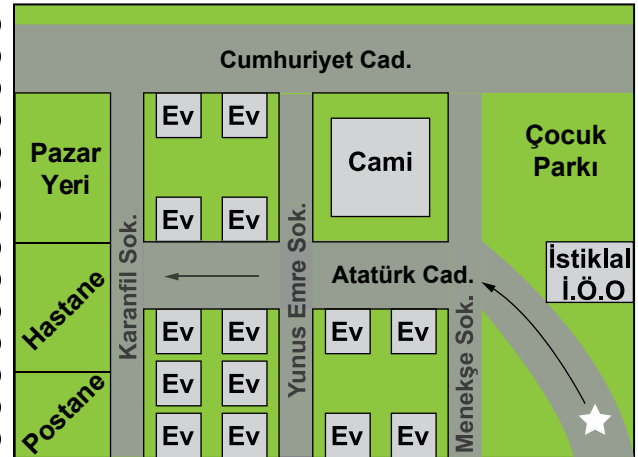 Cumhuriyet Cad.
Ev Ev
Pazar
Yeri
Cami
Çocuk
Parkı
Ev Ev
Karanfil Sok.
Yunus Emre Sok.
Menekşe Sok.
Hastane
Atatürk Cad.
İstiklal
İ.Ö.O
Ev Ev
Ev Ev
Ev Ev
Postane
Ev Ev
Ev Ev